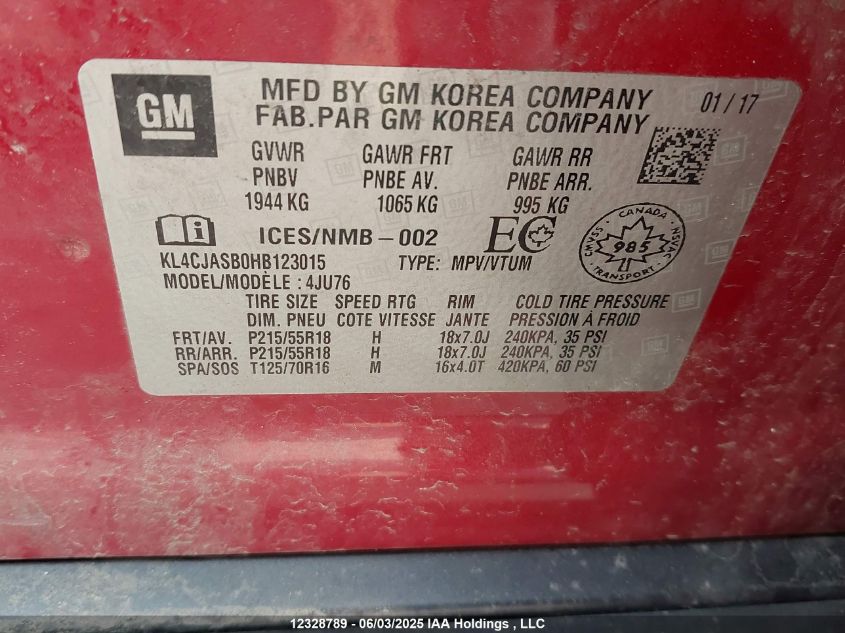 GM
MFD BY GM KOREA COMPANY 01/17
FAB.PAR GM KOREA COMPANY
GVWR GAWR FRT GAWR RR
PNBV PNBE AV. PNBE ARR.
1944 KG 1065 KG 995 KG
i ICES/NMB-002 EC
CANADA
CMVSS 985 NSVAC
TRANSPORT
KL4CJASB0HB123015 TYPE: MPV/VTUM
MODEL/MODÈLE : 4JU76
TIRE SIZE SPEED RTG RIM COLD TIRE PRESSURE
DIM. PNEU COTE VITESSE JANTE PRESSION À FROID
FRT/AV. P215/55R18 H 18x7.0J 240KPA, 35 PSI
RR/ARR. P215/55R18 H 18x7.0J 240KPA, 35 PSI
SPA/SOS T125/70R16 M 16x4.0T 420KPA, 60 PSI
12328789 - 06/03/2025 IAA Holdings , LLC